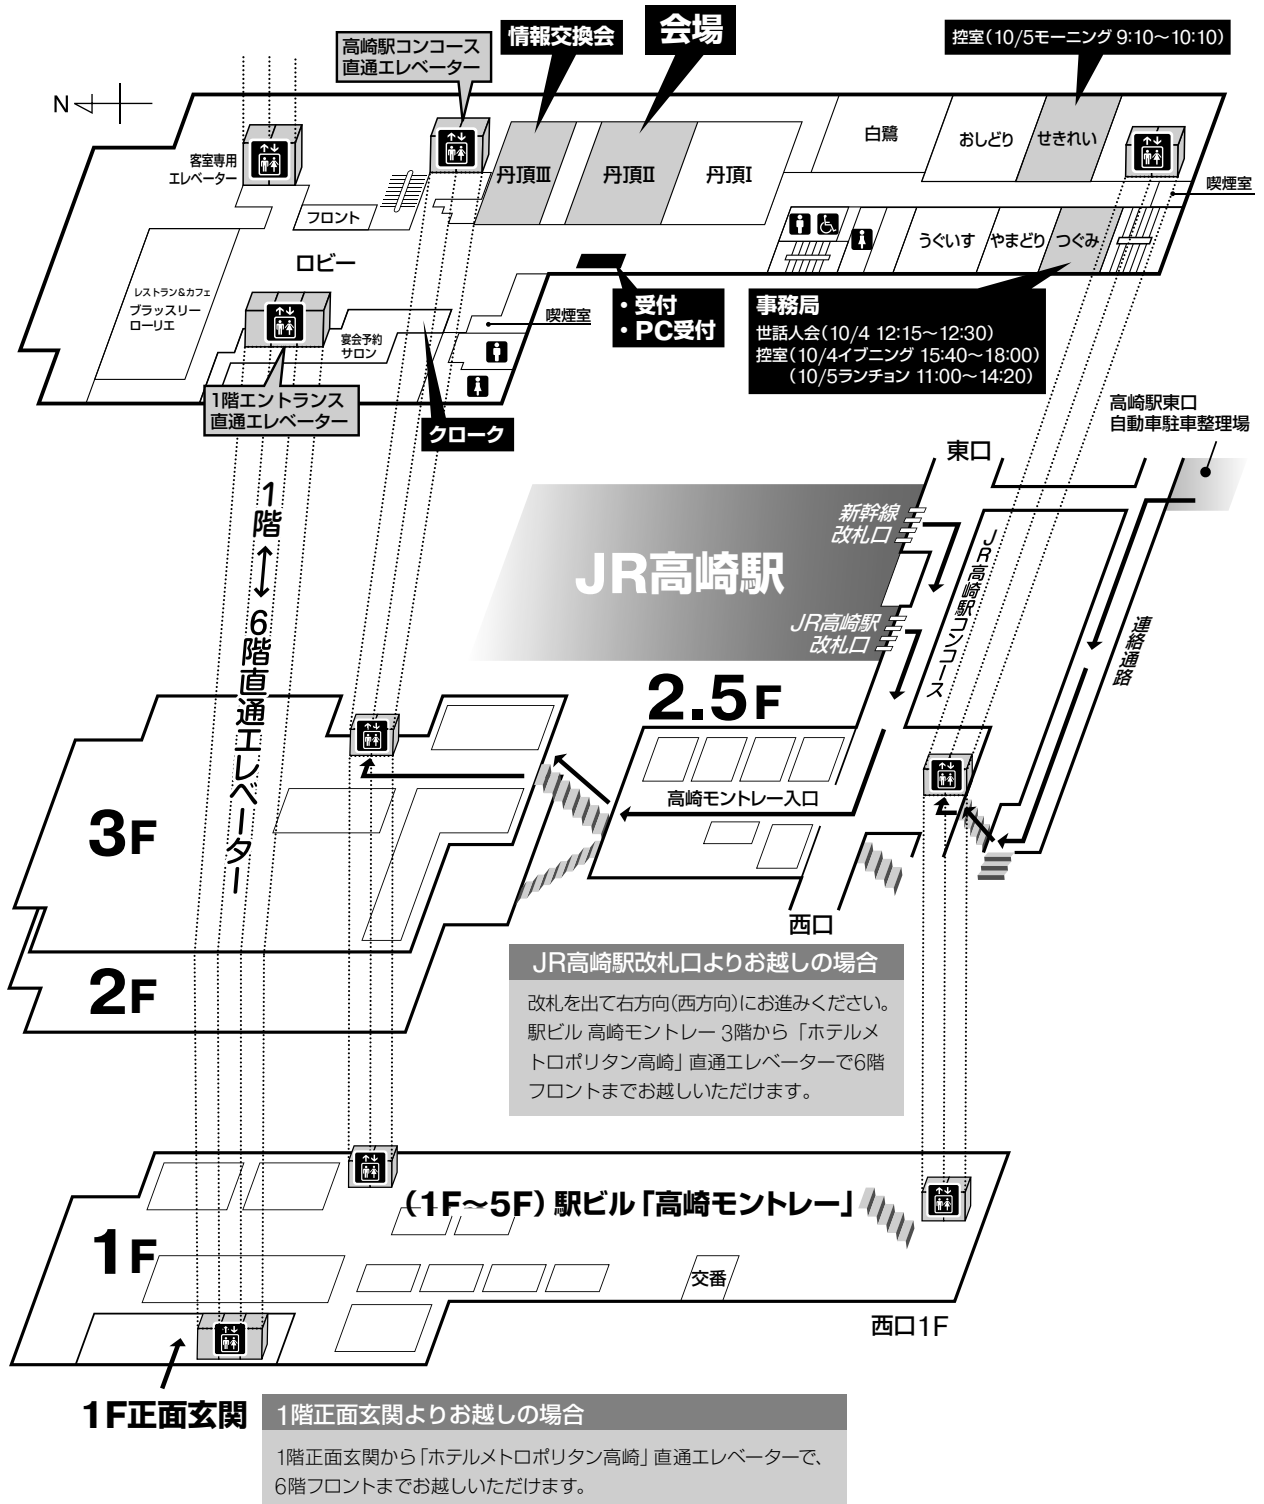 高崎駅コンコース
直通エレベーター
情報交換会
会場
控室(10/5モーニング 9:10～10:10)
N
客室専用
エレベーター
丹頂Ⅲ
丹頂Ⅱ
丹頂Ⅰ
白鷺
おしどり
せきれい
喫煙室
フロント
ロビー
うぐいす
やまどり
つぐみ
レストラン&カフェ
ブラッスリー
ローリエ
宴会予約
サロン
喫煙室
・受付
・PC受付
事務局
世話人会(10/4 12:15～12:30)
控室(10/4イブニング 15:40～18:00)
(10/5ランチョン 11:00～14:20)
1階エントランス
直通エレベーター
クローク
高崎駅東口
自動車駐車整理場
東口
新幹線
改札口
JR高崎駅
JR高崎駅
改札口
JR高崎駅コンコース
連絡通路
1階↔6階直通エレベーター
2.5F
高崎モントレー入口
3F
西口
2F
JR高崎駅改札口よりお越しの場合
改札を出て右方向(西方向)にお進みください。
駅ビル 高崎モントレー 3階から「ホテルメ
トロポリタン高崎」直通エレベーターで6階
フロントまでお越しいただけます。
(1F～5F)駅ビル「高崎モントレー」
1F
交番
西口1F
1F正面玄関
1階正面玄関よりお越しの場合
1階正面玄関から「ホテルメトロポリタン高崎」直通エレベーターで、
6階フロントまでお越しいただけます。